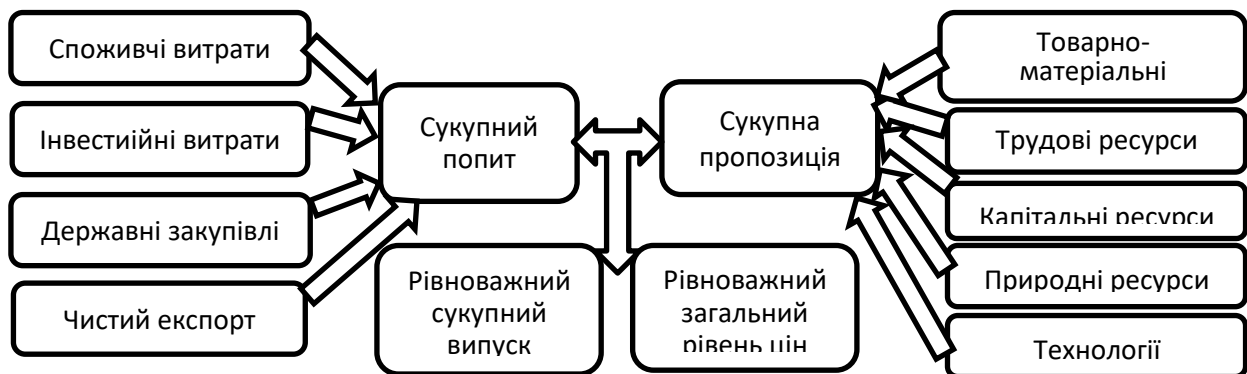 Споживчі витрати
Інвестиійні витрати
Державні закупівлі
Чистий експорт
Сукупний
попит
Сукупна
пропозиція
Рівноважний
сукупний
випуск
Рівноважний
загальний
рівень цін
Товарно-
матеріальні
Трудові ресурси
Капітальні ресурси
Природні ресурси
Технології